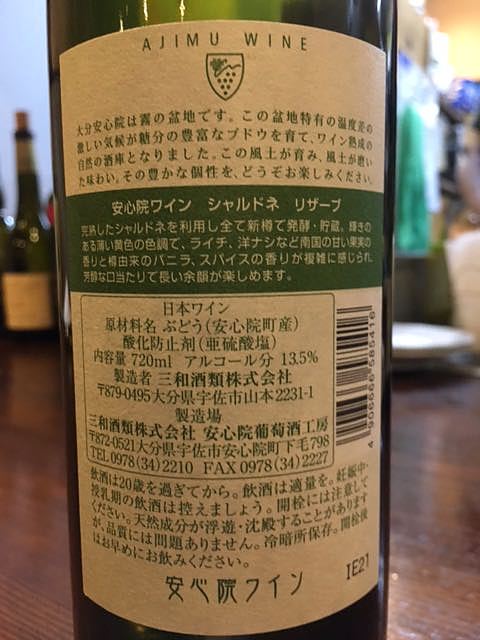 AJIMU WINE
大分安心院は霧の盆地です。この盆地特有の温度差の
激しい気候が糖分の豊富なブドウを育て、ワイン熟成の
自然の酒庫となりました。この風土が育み、風土が磨い
た味わい。その豊かな個性を、どうぞお楽しみください。
安心院ワイン シャルドネ リザーブ
完熟したシャルドネを利用し全て新樽で発酵・貯蔵。輝きの
ある薄い黄色の色調で、ライチ、洋ナシなど南国の甘い果実の
香りと樽由来のバニラ、スパイスの香りが複雑に感じられ、
芳醇な口当たりで長い余韻が楽しめます。
日本ワイン
原材料名 ぶどう(安心院町産)
酸化防止剤(亜硫酸塩)
内容量 720ml アルコール分 13.5%
製造者 三和酒類株式会社
〒879-0495大分県宇佐市山本2231-1
製造場
三和酒類株式会社 安心院葡萄酒工房
〒872-0521大分県宇佐市安心院町下毛798
TEL 0978(34)2210 FAX 0978(34)2227
4 906666 585416
飲酒は20歳を過ぎてから。飲酒は適量を。妊娠中・
授乳期の飲酒は控えましょう。開栓には注意して
ください。天然成分が浮遊・沈殿することがあります
が、品質には問題ありません。冷暗所保存。開栓後
はお早めにお飲みください。
安心院ワイン
IE21